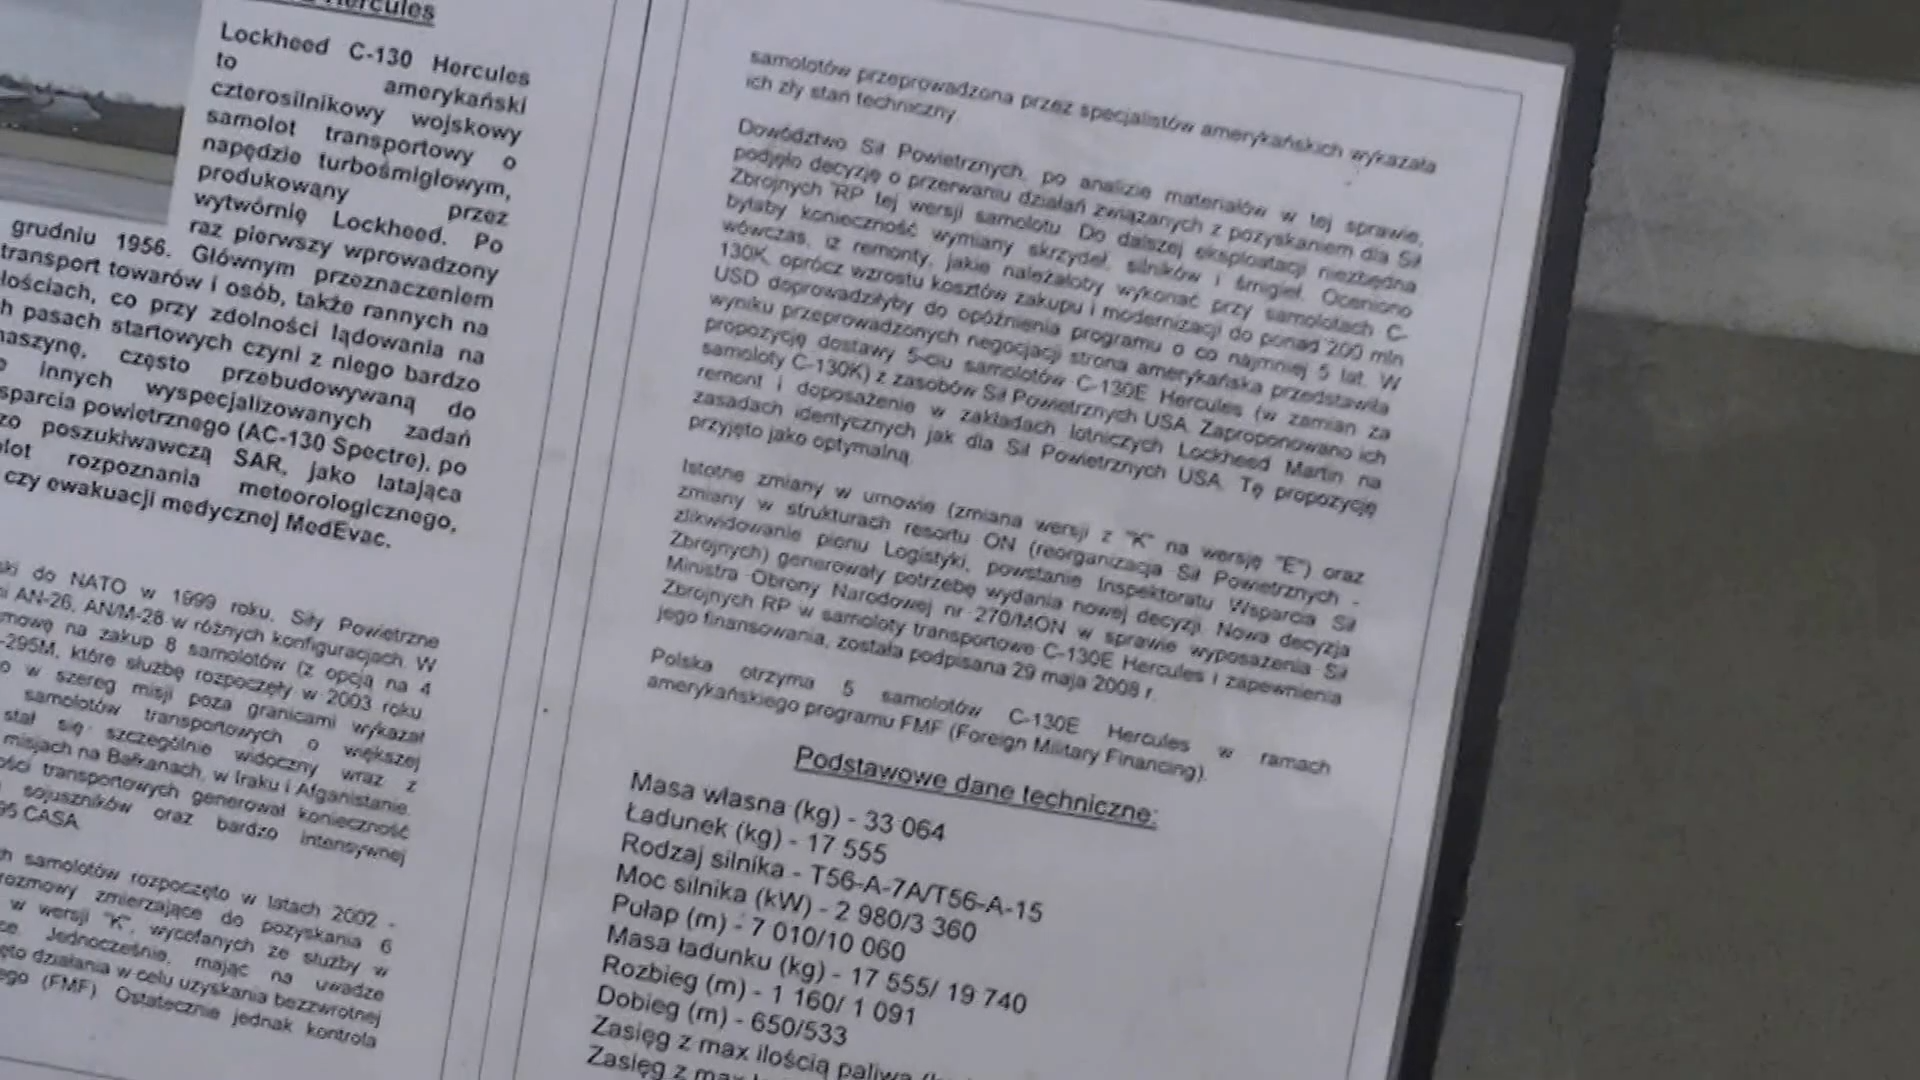 Hercules
Lockheed C-130 Hercules
to amerykański
czterosilnikowy wojskowy
samolot transportowy o
napędzie turbośmigłowym,
produkowany przez
wytwórnię Lockheed. Po
raz pierwszy wprowadzony
grudniu 1956. Głównym przeznaczeniem
transport towarów i osób, także rannych na
co przy zdolności lądowania na
pasach startowych czyni z niego bardzo
często przebudowywaną do
innych wyspecjalizowanych zadań
powietrznego (AC-130 Spectre), po
poszukiwawczą SAR, jako latająca
rozpoznania meteorologicznego,
czy ewakuacji medycznej MedEvac.
do NATO w 1999 roku, Siły Powietrzne
AN-26, AN/M-28 w różnych konfiguracjach. W
na zakup 8 samolotów (z opcją na 4
-295M, które służbę rozpoczęły w 2003 roku.
w szereg misji poza granicami wykazał
samolotów transportowych o większej
stał się szczególnie widoczny wraz z
misjach na Bałkanach, w Iraku i Afganistanie.
transportowych generował konieczność
sojuszników oraz bardzo intensywnej
95 CASA.
samolotów rozpoczęto w latach 2002 -
rozmowy zmierzające do pozyskania 6
w wersji "K", wycofanych ze służby w
Jednocześnie, mając na uwadze
działania w celu uzyskania bezzwrotnej
(FMF). Ostatecznie jednak kontrola
samolotów przeprowadzona przez specjalistów amerykańskich wykazała
ich zły stan techniczny.
Dowództwo Sił Powietrznych, po analizie materiałów w tej sprawie,
podjęło decyzję o przerwaniu działań związanych z pozyskaniem dla Sił
Zbrojnych RP tej wersji samolotu. Do dalszej eksploatacji niezbędna
byłaby konieczność wymiany skrzydeł, silników i śmigieł. Oceniono
wówczas, iż remonty, jakie należałoby wykonać przy samolotach C-
130K, oprócz wzrostu kosztów zakupu i modernizacji do ponad 200 mln
USD doprowadziłyby do opóźnienia programu o co najmniej 5 lat. W
wyniku przeprowadzonych negocjacji strona amerykańska przedstawiła
propozycję dostawy 5-ciu samolotów C-130E Hercules (w zamian za
samoloty C-130K) z zasobów Sił Powietrznych USA. Zaproponowano ich
remont i doposażenie w zakładach lotniczych Lockheed Martin na
zasadach identycznych jak dla Sił Powietrznych USA. Tę propozycję
przyjęto jako optymalną.
Istotne zmiany w umowie (zmiana wersji z "K" na wersję "E") oraz
zmiany w strukturach resortu ON (reorganizacja Sił Powietrznych -
zlikwidowanie pionu Logistyki, powstanie Inspektoratu Wsparcia Sił
Zbrojnych) generowały potrzebę wydania nowej decyzji. Nowa decyzja
Ministra Obrony Narodowej nr 270/MON w sprawie wyposażenia Sił
Zbrojnych RP w samoloty transportowe C-130E Hercules i zapewnienia
jego finansowania, została podpisana 29 maja 2008 r.
Polska otrzyma 5 samolotów C-130E Hercules w ramach
amerykańskiego programu FMF (Foreign Military Financing).
Podstawowe dane techniczne:
Masa własna (kg) - 33 064
Ładunek (kg) - 17 555
Rodzaj silnika - T56-A-7A/T56-A-15
Moc silnika (kW) - 2 980/3 360
Pułap (m) - 7 010/10 060
Masa ładunku (kg) - 17 555/ 19 740
Rozbieg (m) - 1 160/ 1 091
Dobieg (m) - 650/533
Zasięg z max ilością paliwa
Zasięg z max